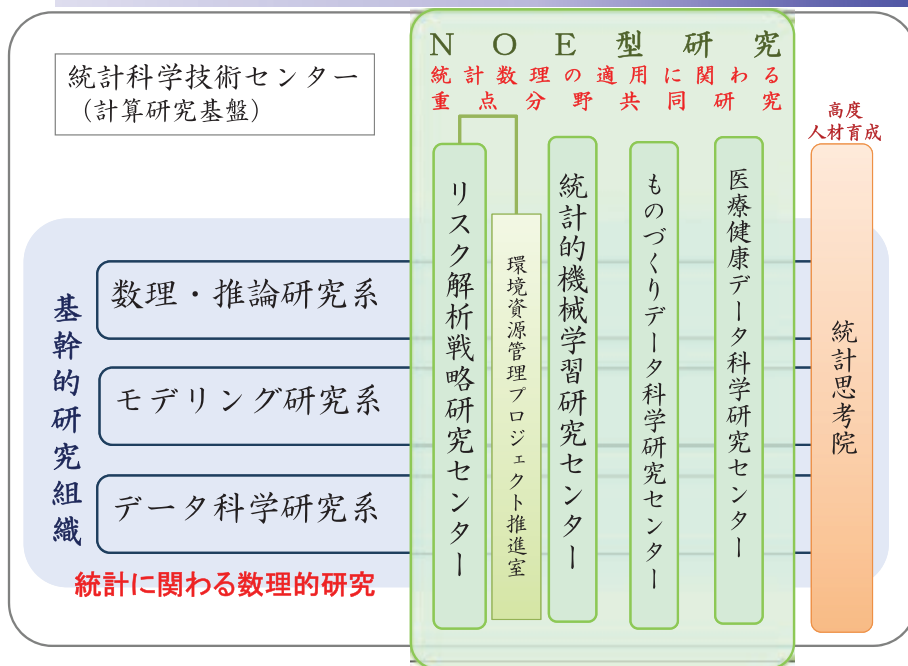 統計科学技術センター
（計算研究基盤）
NOE型研究
統計数理の適用に関わる
重点分野共同研究
高度
人材育成
基幹的研究組織
数理・推論研究系
モデリング研究系
データ科学研究系
統計に関わる数理的研究
リスク解析戦略研究センター
環境資源管理プロジェクト推進室
統計的機械学習研究センター
ものづくりデータ科学研究センター
医療健康データ科学研究センター
統計思考院